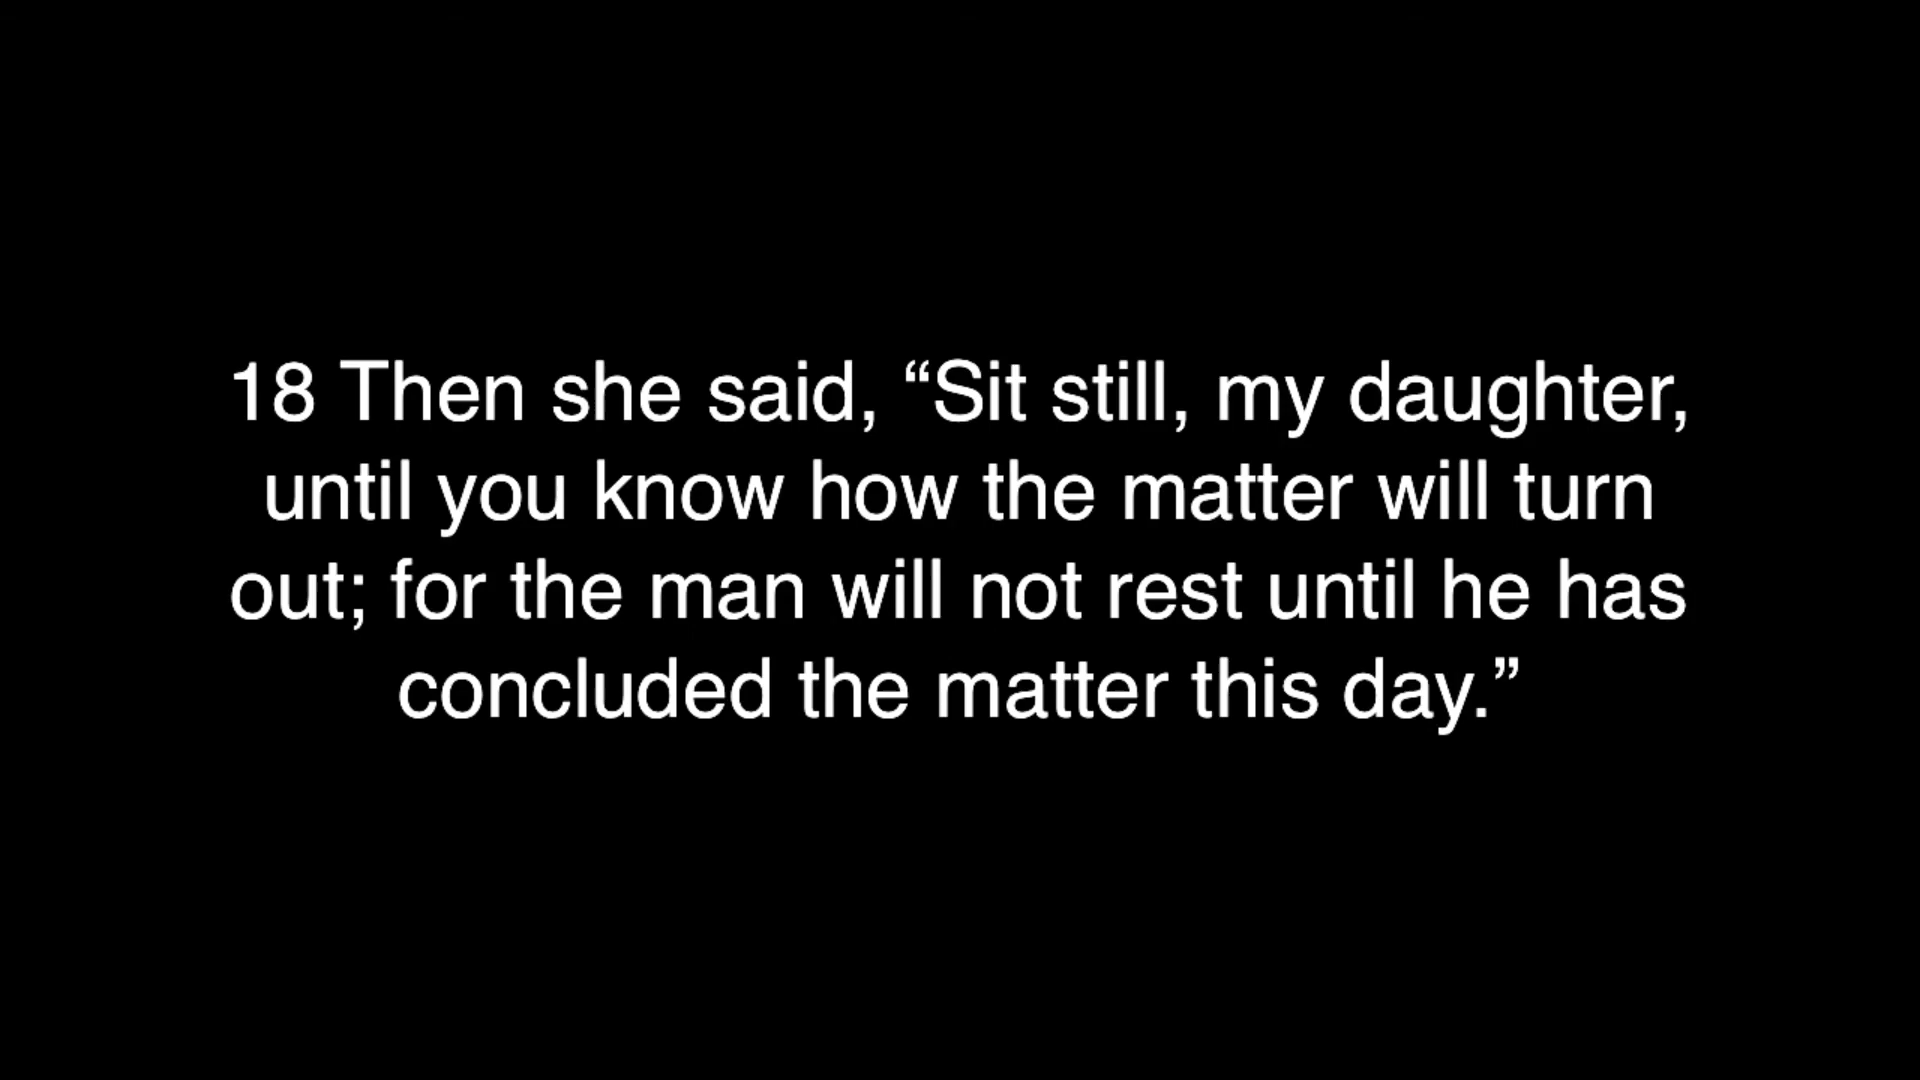 18 Then she said, “Sit still, my daughter,
until you know how the matter will turn
out; for the man will not rest until he has
concluded the matter this day.”